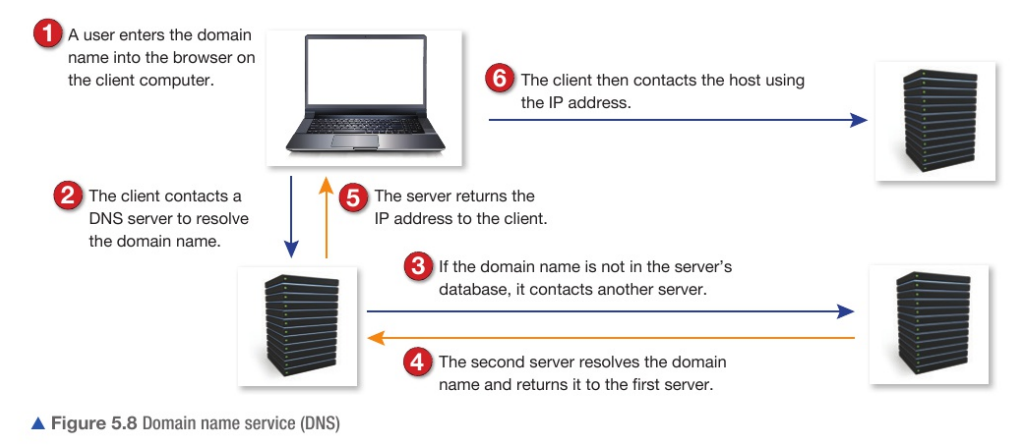 1 A user enters the domain
name into the browser on
the client computer.
6 The client then contacts the host using
the IP address.
2 The client contacts a
DNS server to resolve
the domain name.
5 The server returns the
IP address to the client.
3 If the domain name is not in the server's
database, it contacts another server.
4 The second server resolves the domain
name and returns it to the first server.
▲ Figure 5.8 Domain name service (DNS)